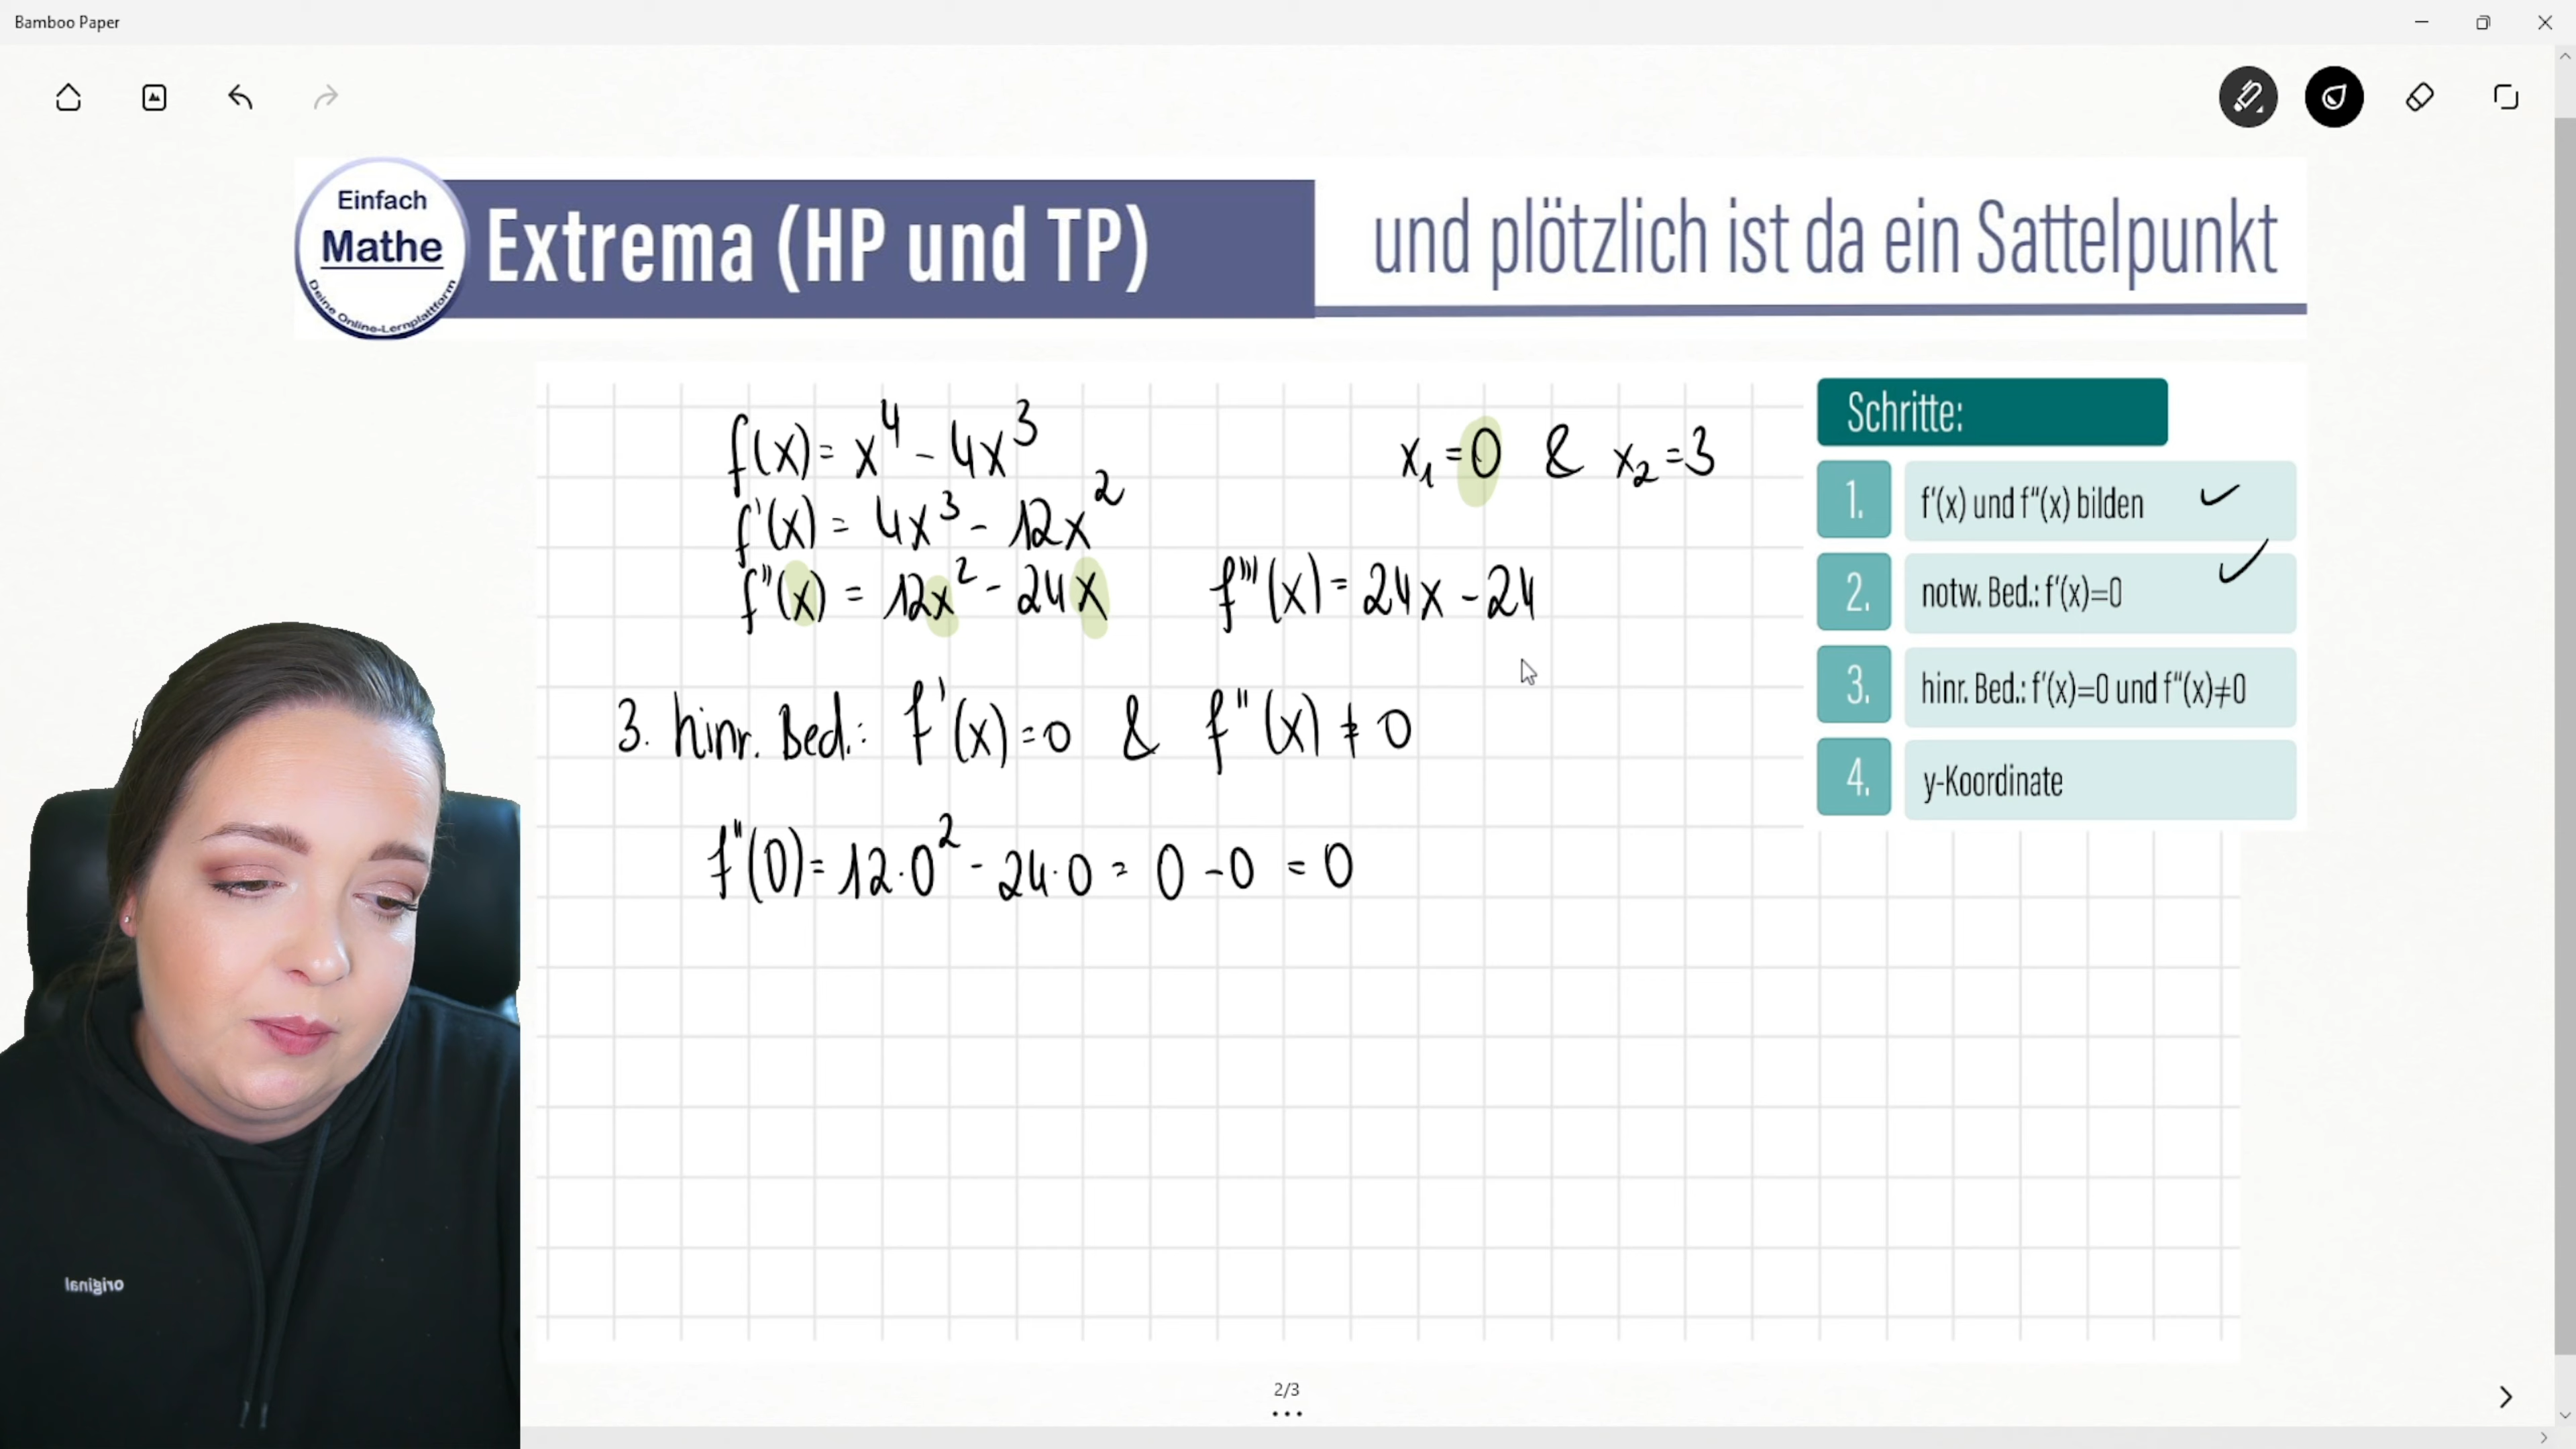 Bamboo Paper
Einfach
Mathe
Deine Online-Lernplattform
Extrema (HP und TP)
und plötzlich ist da ein Sattelpunkt
f(x) = x⁴ - 4x³
x₁ = 0 & x₂ = 3
f'(x) = 4x³ - 12x²
f''(x) = 12x² - 24x
f'''(x) = 24x - 24
3. hinr. Bed.: f'(x) = 0 & f''(x) ≠ 0
f''(0) = 12·0² - 24·0 = 0 - 0 = 0
Schritte:
1. f'(x) und f"(x) bilden ✓
2. notw. Bed.: f'(x)=0 ✓
3. hinr. Bed.: f'(x)=0 und f"(x)≠0
4. y-Koordinate
original
2/3